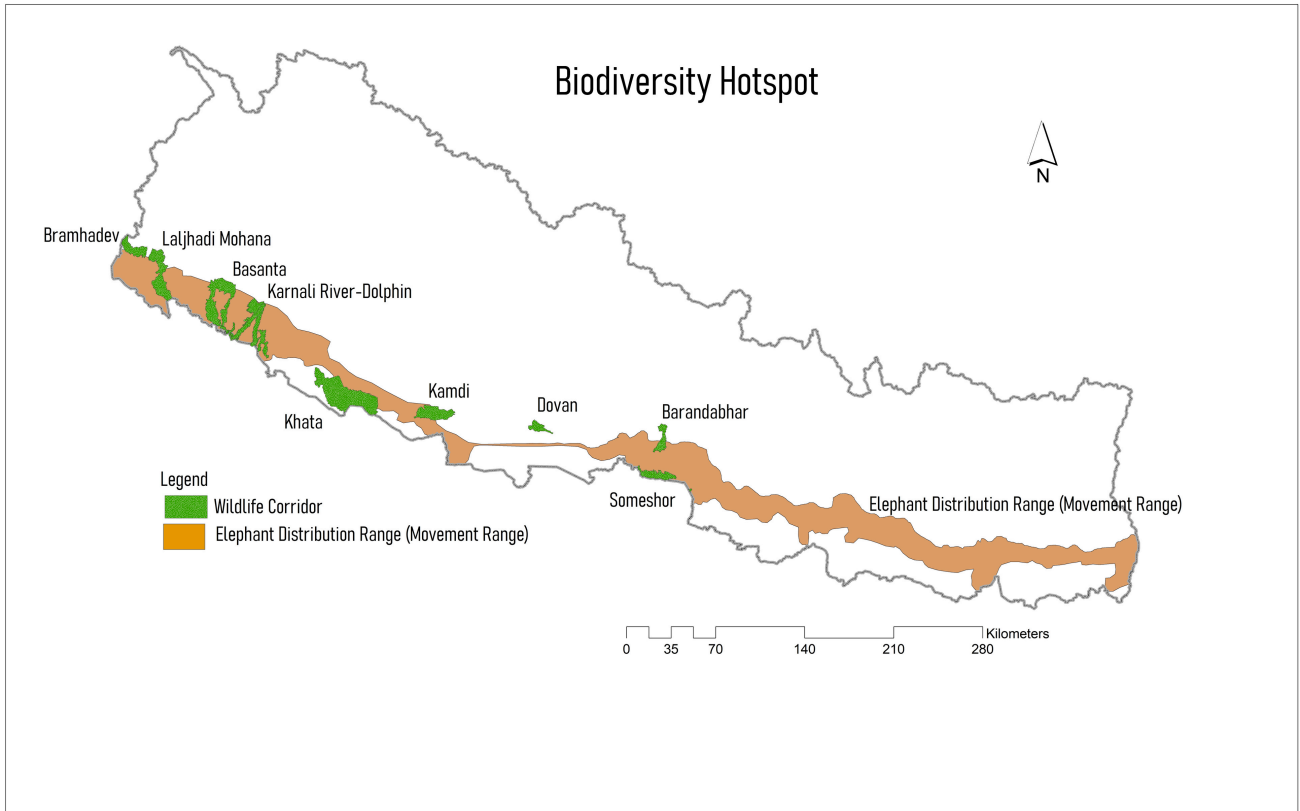 Biodiversity Hotspot
N
Bramhadev
Laljhadi Mohana
Basanta
Karnali River-Dolphin
Khata
Kamdi
Dovan
Barandabhar
Someshor
Elephant Distribution Range (Movement Range)
Legend
Wildlife Corridor
Elephant Distribution Range (Movement Range)
Kilometers
0 35 70 140 210 280